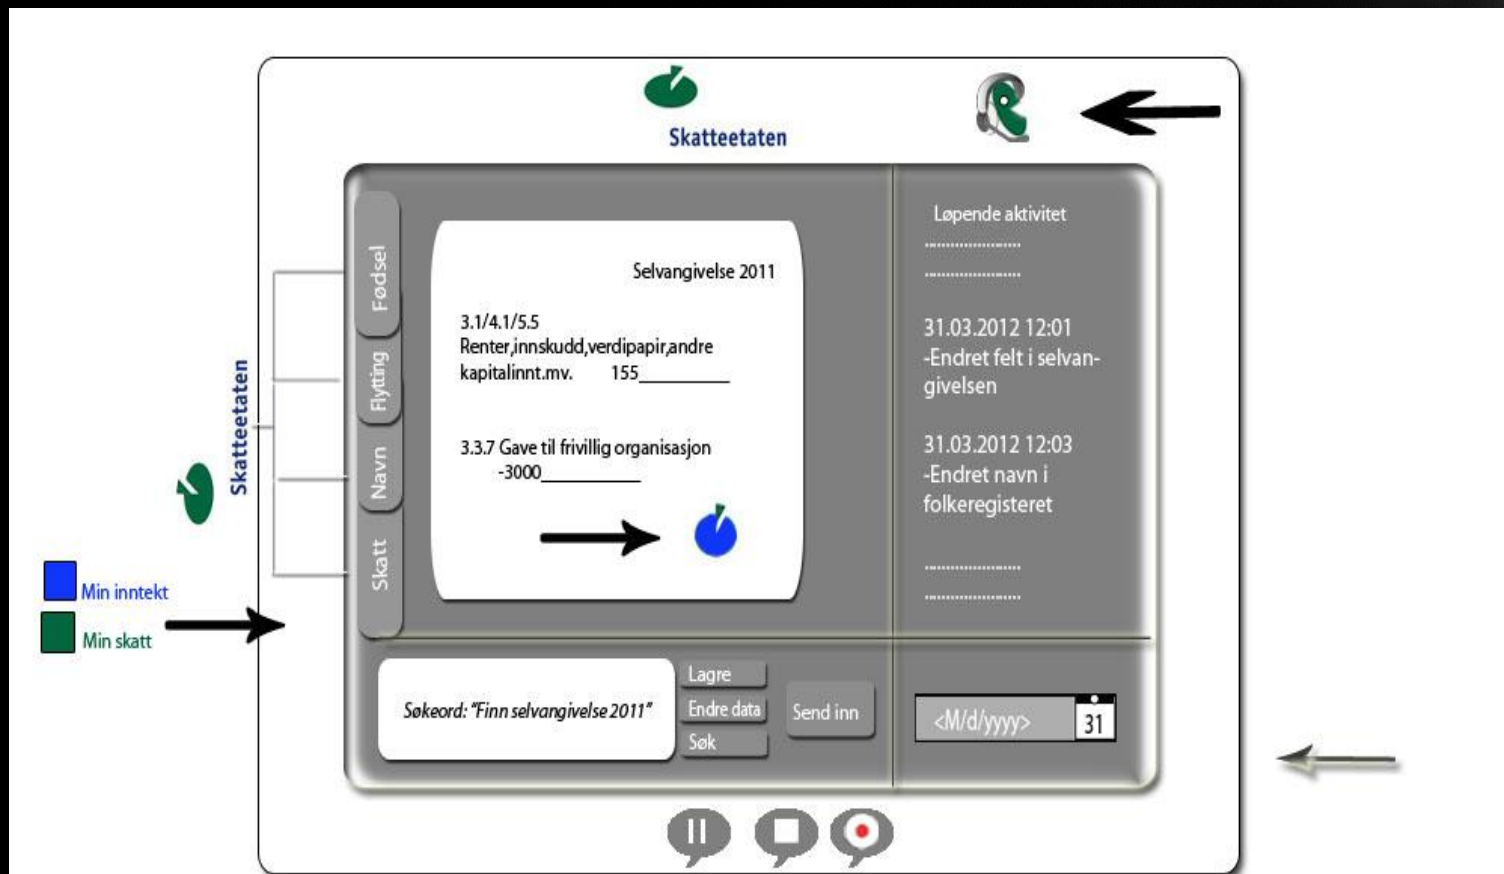 Skatteetaten
Fødsel
Flytting
Navn
Skatt
Skatteetaten
Min inntekt
Min skatt
Selvangivelse 2011
3.1/4.1/5.5
Renter,innskudd,verdipapir,andre
kapitalinnt.mv. 155__________
3.3.7 Gave til frivillig organisasjon
-3000___________
Løpende aktivitet
......................
......................
31.03.2012 12:01
-Endret felt i selvan-
givelsen
31.03.2012 12:03
-Endret navn i
folkeregisteret
......................
......................
Søkeord: “Finn selvangivelse 2011”
Lagre
Endre data
Søk
Send inn
<M/d/yyyy>
31